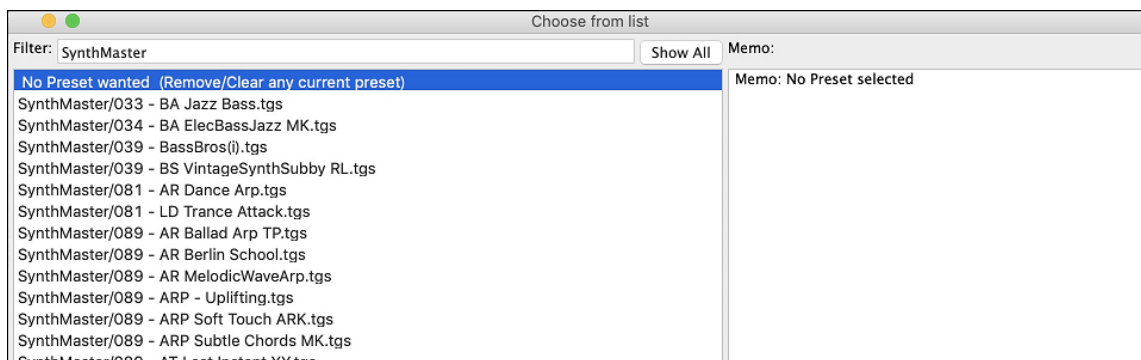 Choose from list
Filter: SynthMaster Show All Memo:
No Preset wanted (Remove/Clear any current preset)
Memo: No Preset selected
SynthMaster/033 - BA Jazz Bass.tgs
SynthMaster/034 - BA ElecBassJazz MK.tgs
SynthMaster/039 - BassBros(i).tgs
SynthMaster/039 - BS VintageSynthSubby RL.tgs
SynthMaster/081 - AR Dance Arp.tgs
SynthMaster/081 - LD Trance Attack.tgs
SynthMaster/089 - AR Ballad Arp TP.tgs
SynthMaster/089 - AR Berlin School.tgs
SynthMaster/089 - AR MelodicWaveArp.tgs
SynthMaster/089 - ARP - Uplifting.tgs
SynthMaster/089 - ARP Soft Touch ARK.tgs
SynthMaster/089 - ARP Subtle Chords MK.tgs